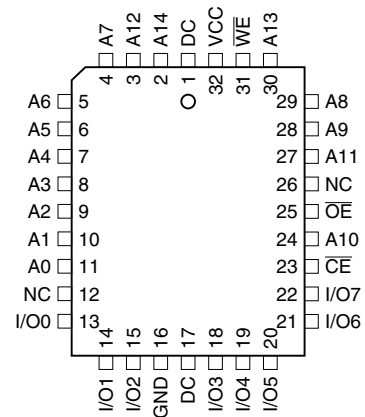 A7 A12 A14 DC VCC W̅E̅ A13
4 3 2 1 32 31 30
A6 5 29 A8
A5 6 28 A9
A4 7 27 A11
A3 8 26 NC
A2 9 25 O̅E̅
A1 10 24 A10
A0 11 23 C̅E̅
NC 12 22 I/O7
I/O0 13 21 I/O6
14 15 16 17 18 19 20
I/O1 I/O2 GND DC I/O3 I/O4 I/O5